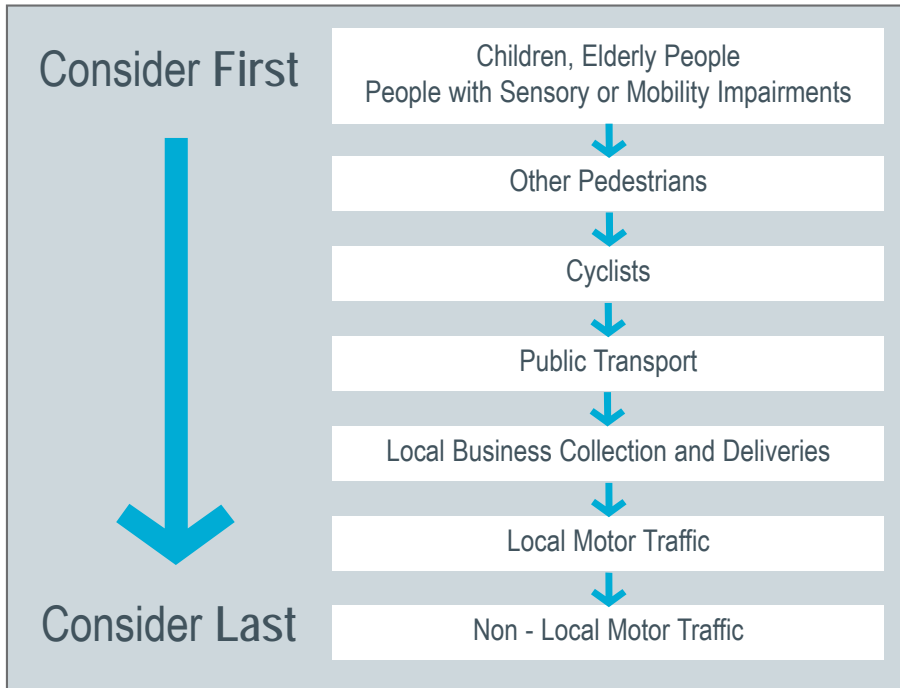 Consider First
Children, Elderly People
People with Sensory or Mobility Impairments
Other Pedestrians
Cyclists
Public Transport
Local Business Collection and Deliveries
Local Motor Traffic
Consider Last
Non - Local Motor Traffic